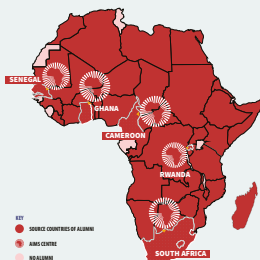 SENEGAL
GHANA
CAMEROON
RWANDA
SOUTH AFRICA
KEY
SOURCE COUNTRIES OF ALUMNI
AIMS CENTRE
NO ALUMNI